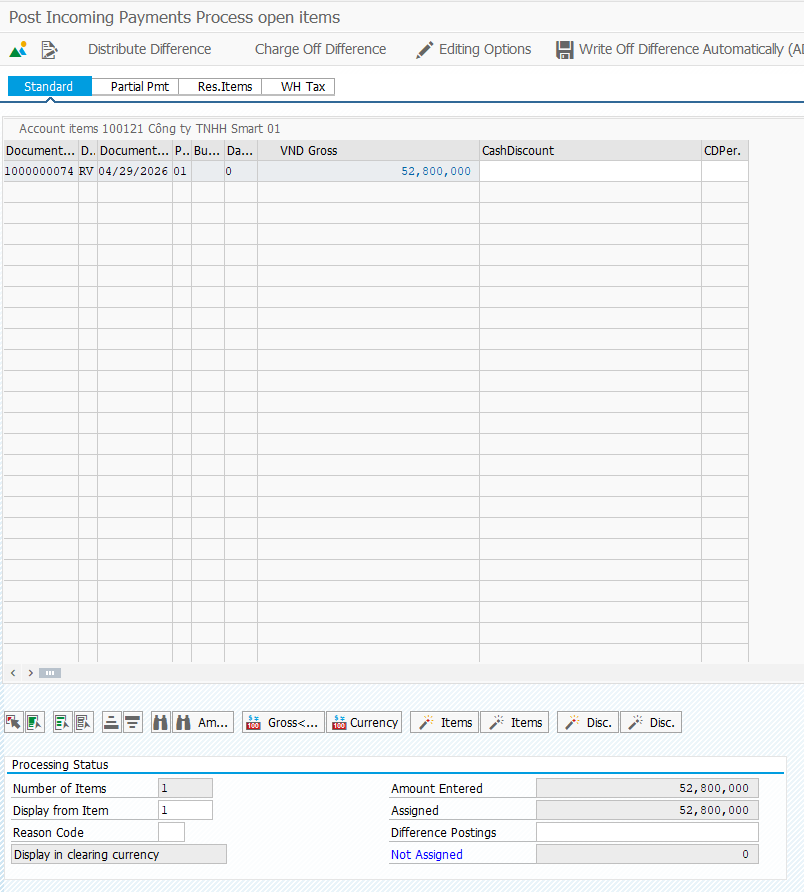 Post Incoming Payments Process open items
Distribute Difference Charge Off Difference Editing Options Write Off Difference Automatically (AD
Standard Partial Pmt Res.Items WH Tax
Account items 100121 Công ty TNHH Smart 01
Document... D.. Document... P.. Bu... Da... VND Gross CashDiscount CDPer.
1000000074 RV 04/29/2026 01 0 52,800,000
Am... Gross<... Currency Items Items Disc. Disc.
Processing Status
Number of Items 1 Amount Entered 52,800,000
Display from Item 1 Assigned 52,800,000
Reason Code Difference Postings
Display in clearing currency Not Assigned 0